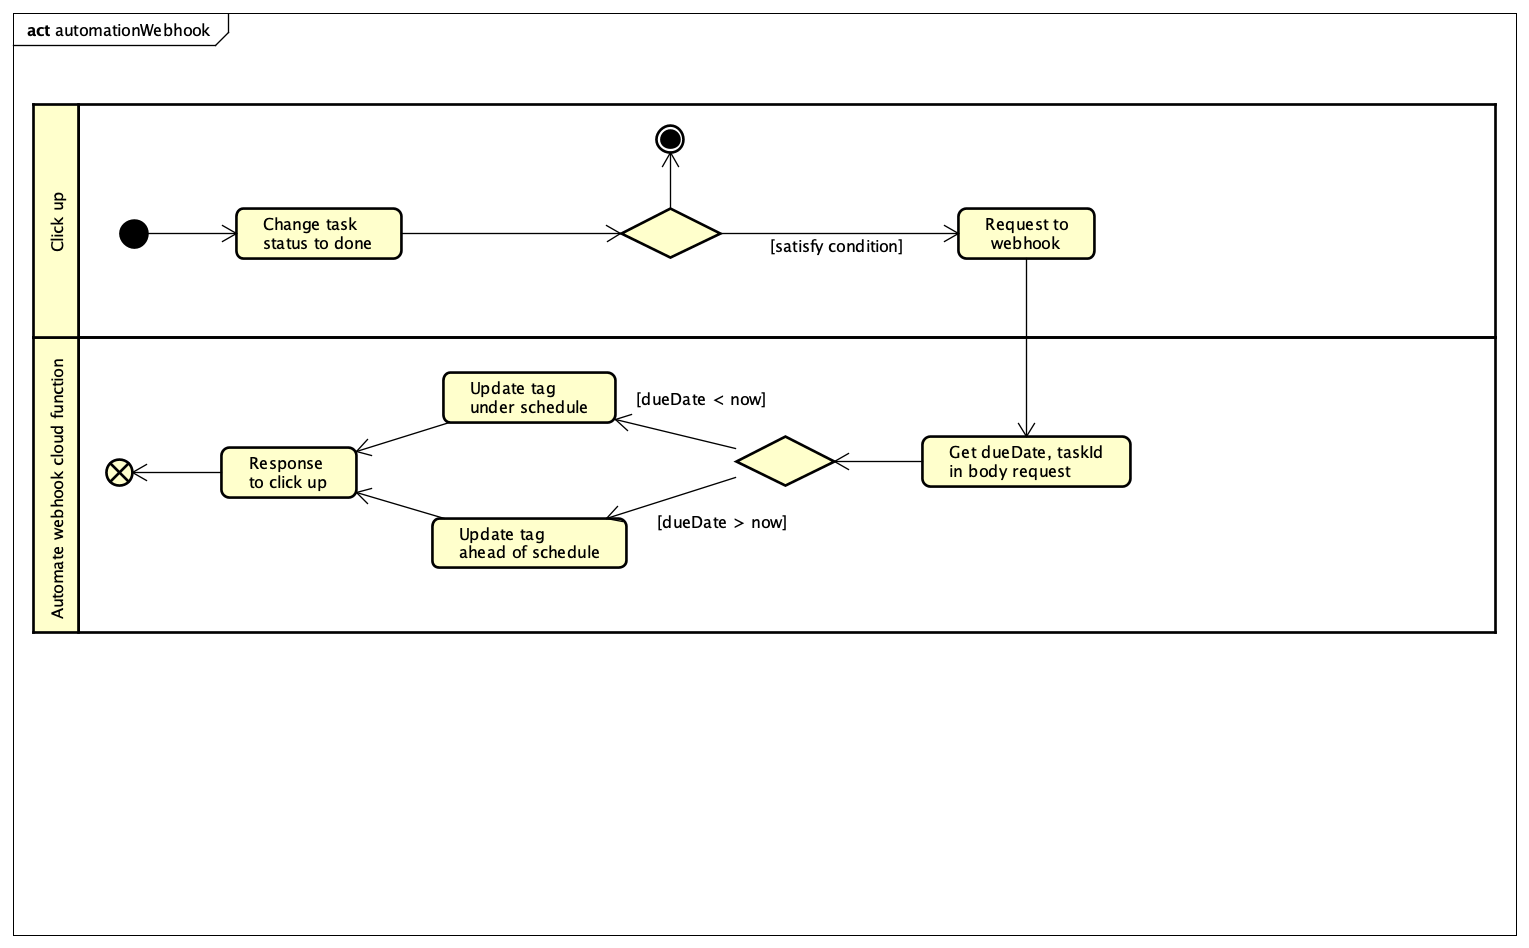 act automationWebhook
Click up
Change task
status to done
[satisfy condition]
Request to
webhook
Automate webhook cloud function
Update tag
under schedule
[dueDate < now]
Get dueDate, taskId
in body request
Response
to click up
Update tag
ahead of schedule
[dueDate > now]